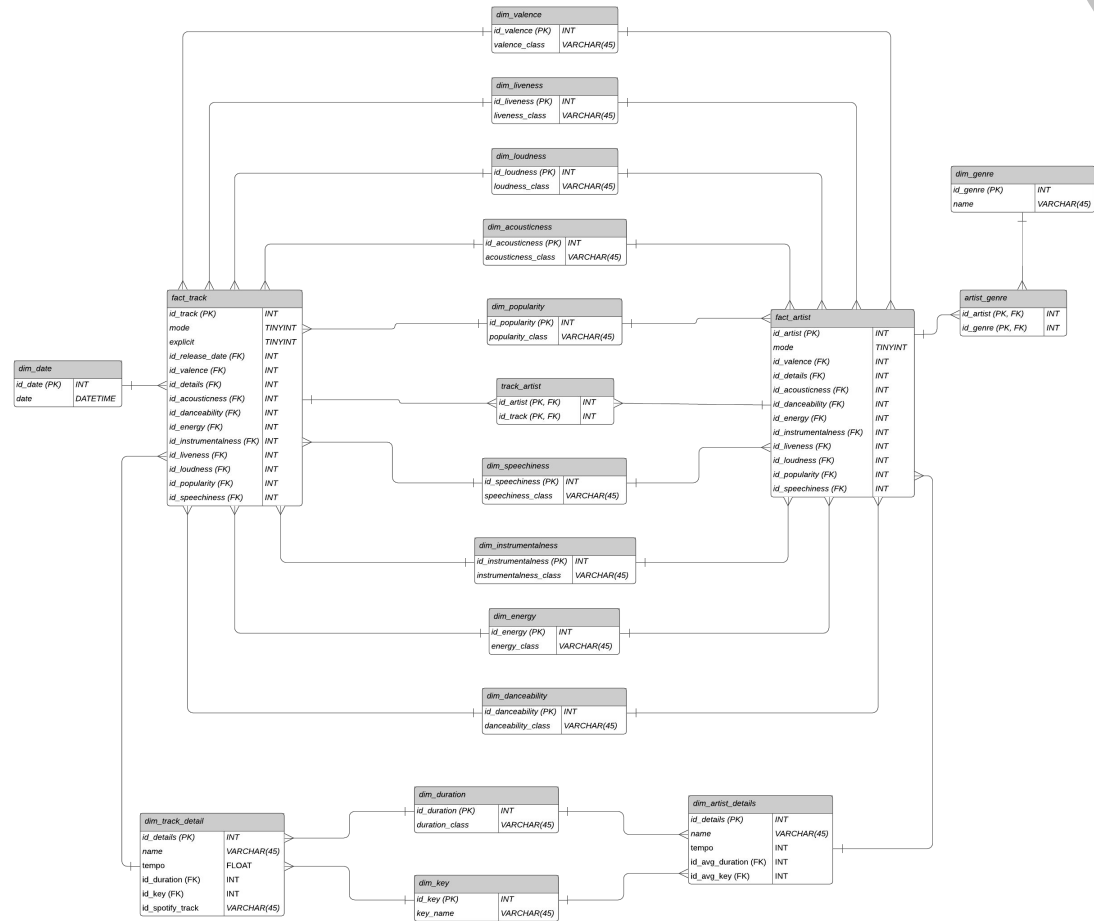 dim_valence
id_valence (PK) INT
valence_class VARCHAR(45)
dim_liveness
id_liveness (PK) INT
liveness_class VARCHAR(45)
dim_loudness
id_loudness (PK) INT
loudness_class VARCHAR(45)
dim_genre
id_genre (PK) INT
name VARCHAR(45)
dim_acousticness
id_acousticness (PK) INT
acousticness_class VARCHAR(45)
fact_track
id_track (PK) INT
mode TINYINT
explicit TINYINT
id_release_date (FK) INT
id_valence (FK) INT
id_details (FK) INT
id_acousticness (FK) INT
id_danceability (FK) INT
id_energy (FK) INT
id_instrumentalness (FK) INT
id_liveness (FK) INT
id_loudness (FK) INT
id_popularity (FK) INT
id_speechiness (FK) INT
dim_popularity
id_popularity (PK) INT
popularity_class VARCHAR(45)
fact_artist
id_artist (PK) INT
mode TINYINT
id_valence (FK) INT
id_details (FK) INT
id_acousticness (FK) INT
id_danceability (FK) INT
id_energy (FK) INT
id_instrumentalness (FK) INT
id_liveness (FK) INT
id_loudness (FK) INT
id_popularity (FK) INT
id_speechiness (FK) INT
artist_genre
id_artist (PK, FK) INT
id_genre (PK, FK) INT
dim_date
id_date (PK) INT
date DATETIME
track_artist
id_artist (PK, FK) INT
id_track (PK, FK) INT
dim_speechiness
id_speechiness (PK) INT
speechiness_class VARCHAR(45)
dim_instrumentalness
id_instrumentalness (PK) INT
instrumentalness_class VARCHAR(45)
dim_energy
id_energy (PK) INT
energy_class VARCHAR(45)
dim_danceability
id_danceability (PK) INT
danceability_class VARCHAR(45)
dim_duration
id_duration (PK) INT
duration_class VARCHAR(45)
dim_artist_details
id_details (PK) INT
name VARCHAR(45)
tempo INT
id_avg_duration (FK) INT
id_avg_key (FK) INT
dim_track_detail
id_details (PK) INT
name VARCHAR(45)
tempo FLOAT
id_duration (FK) INT
id_key (FK) INT
id_spotify_track VARCHAR(45)
dim_key
id_key (PK) INT
key_name VARCHAR(45)